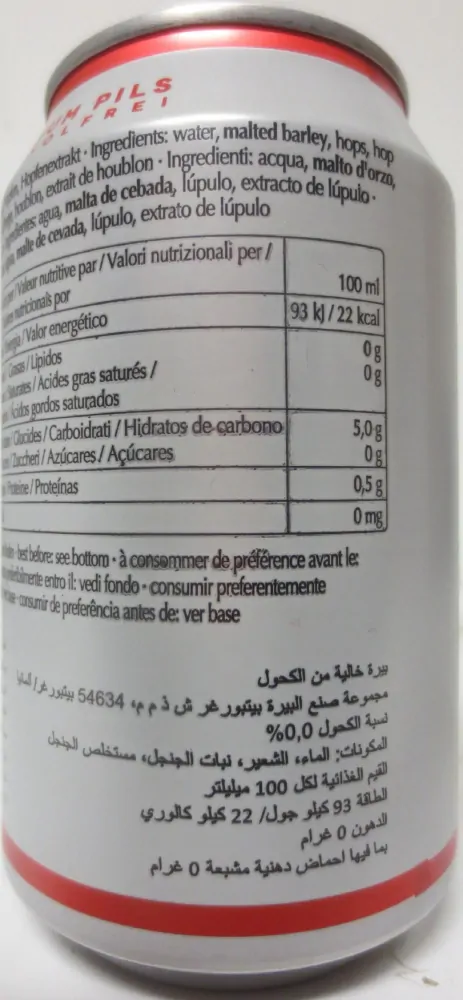 PILS
FREI
Hopfenextrakt · Ingredients: water, malted barley, hops, hop
houblon, extrait de houblon · Ingredienti: acqua, malto d'orzo,
agua, malta de cebada, lúpulo, extracto de lúpulo ·
malte de cevada, lúpulo, extrato de lúpulo
/ Valeur nutritive par / Valori nutrizionali per /
nutricionais por
100 ml
/ Valor energético
93 kJ / 22 kcal
/ Lípidos
0 g
/ Acides gras saturés /
0 g
gordos saturados
/ Glucides / Carboidrati / Hidratos de carbono
5,0 g
/ Zuccheri / Azúcares / Açúcares
0 g
/ Proteínas
0,5 g
0 mg
best before: see bottom · à consommer de préférence avant le:
entro il: vedi fondo · consumir preferentemente
consumir de preferência antes de: ver base
بيرة خالية من الكحول
مجموعة صنع البيرة بيتبورغر ش ذ م م، 54634 بيتبورغر/ المانيا
نسبة الكحول 0,0%
المكونات: الماء، الشعير، نبات الجنجل، مستخلص الجنجل
القيم الغذائية لكل 100 ميليلتر
الطاقة 93 كيلو جول/ 22 كيلو كالوري
الدهون 0 غرام
بما فيها احماض دهنية مشبعة 0 غرام